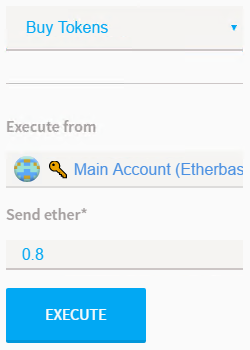 Buy Tokens
Execute from
Main Account (Etherbas
Send ether*
0.8
EXECUTE